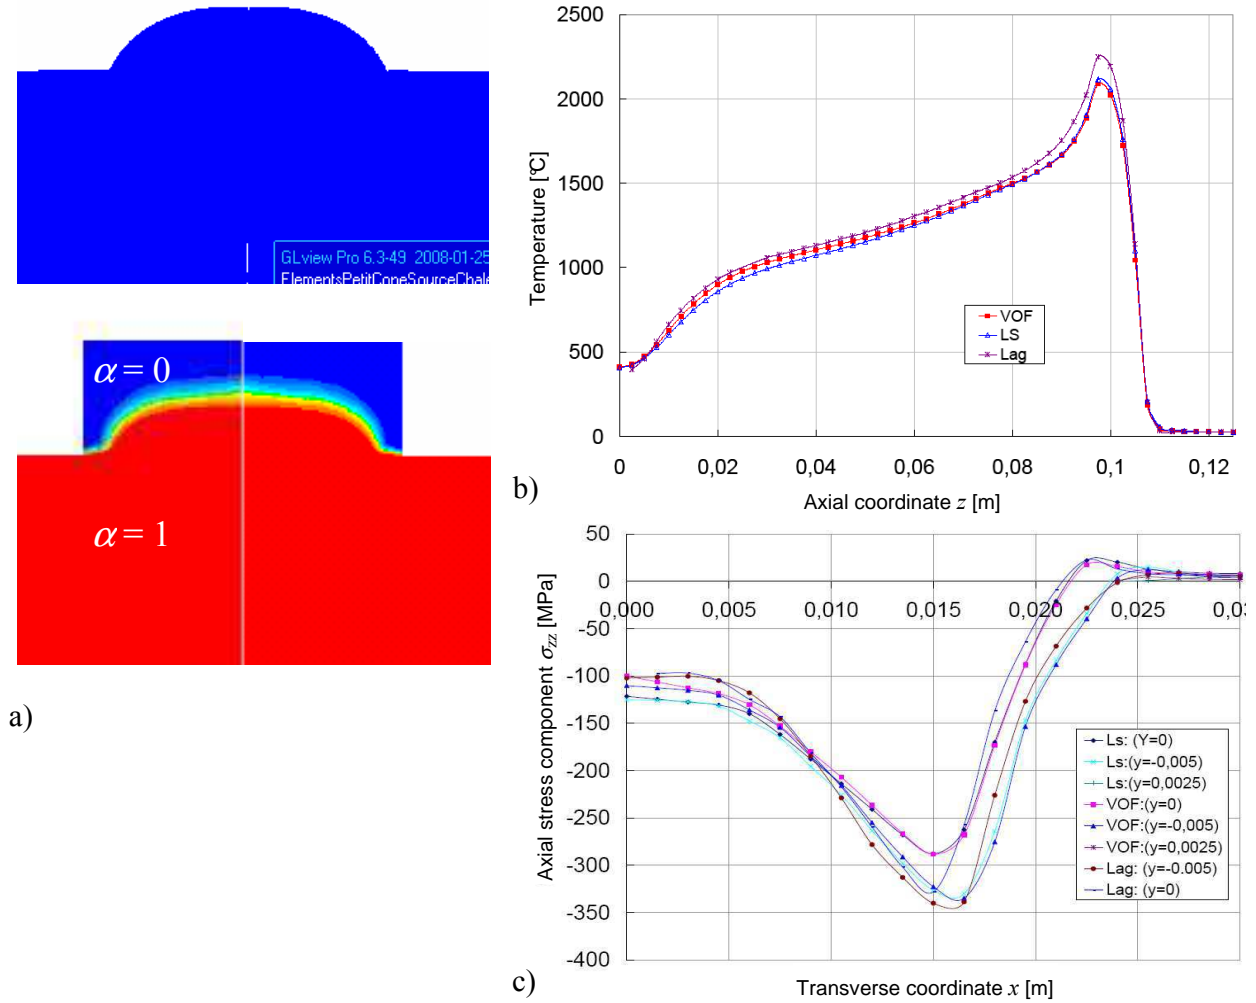 GLview Pro 6.3-49 2008-01-25
ElementsPetitConeSourceChale
α = 0
α = 1
a)
2500
2000
1500
1000
500
0
Temperature [°C]
VOF
LS
Lag
0
0,02
0,04
0,06
0,08
0,1
0,12
Axial coordinate z [m]
b)
50
0
-50
-100
-150
-200
-250
-300
-350
-400
Axial stress component σzz [MPa]
0,000
0,005
0,010
0,015
0,020
0,025
0,03
Ls: (Y=0)
Ls:(y=-0,005)
Ls:(y=0,0025)
VOF:(y=0)
VOF:(y=-0,005)
VOF:(y=0,0025)
Lag: (y=-0.005)
Lag: (y=0)
Transverse coordinate x [m]
c)